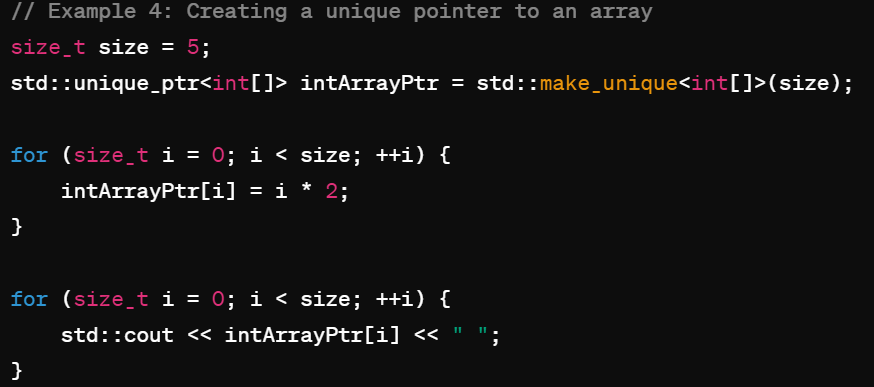 // Example 4: Creating a unique pointer to an array
size_t size = 5;
std::unique_ptr<int[]> intArrayPtr = std::make_unique<int[]>(size);
for (size_t i = 0; i < size; ++i) {
    intArrayPtr[i] = i * 2;
}
for (size_t i = 0; i < size; ++i) {
    std::cout << intArrayPtr[i] << " ";
}